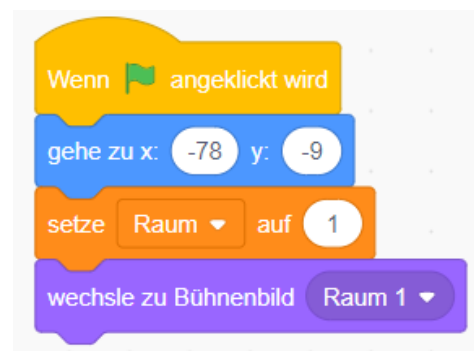 Wenn angeklickt wird
gehe zu x: -78 y: -9
setze Raum auf 1
wechsle zu Bühnenbild Raum 1